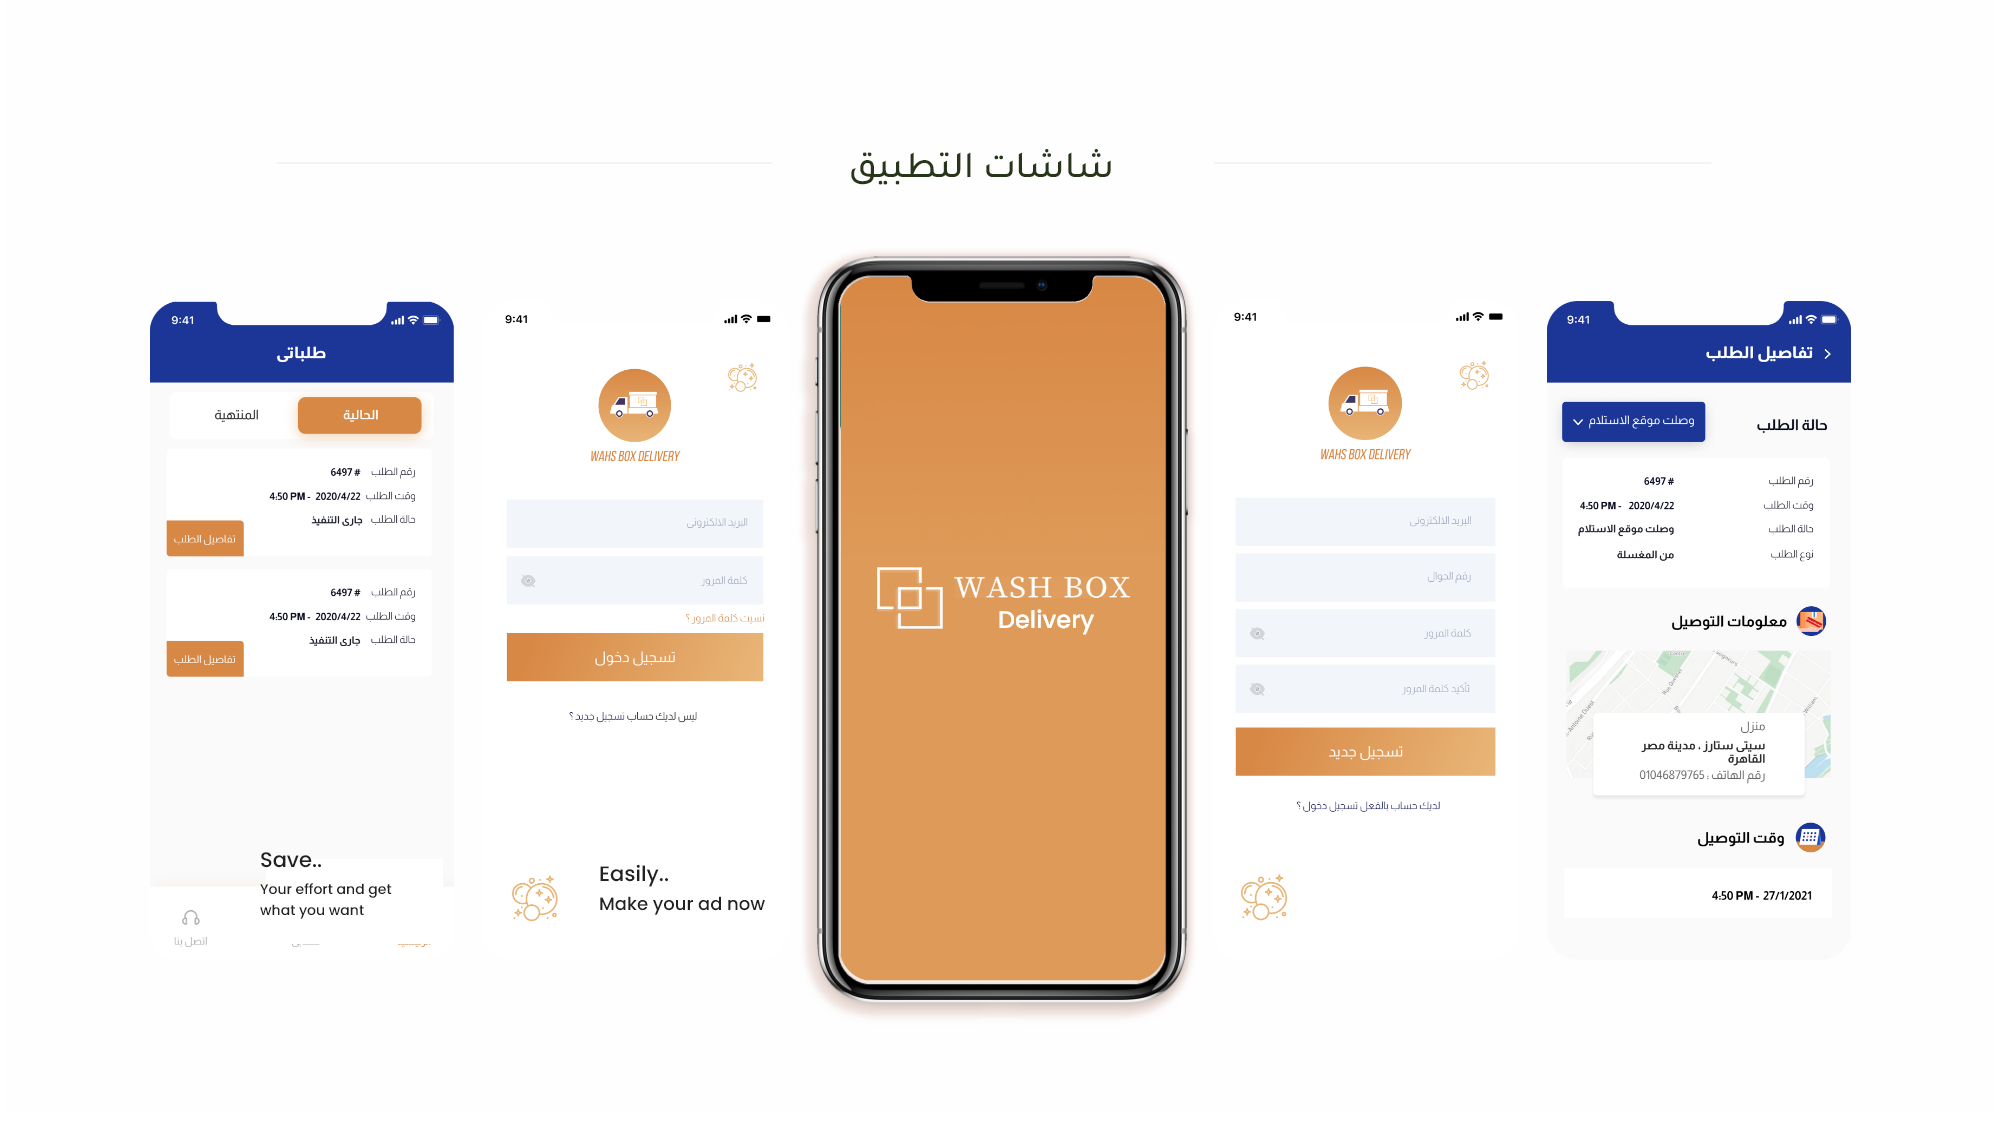 شاشات التطبيق
9:41
طلباتى
الحالية
المنتهية
رقم الطلب # 6497
وقت الطلب 2020/4/22 - 4:50 PM
حالة الطلب جارى التنفيذ
تفاصيل الطلب
رقم الطلب # 6497
وقت الطلب 2020/4/22 - 4:50 PM
حالة الطلب جارى التنفيذ
تفاصيل الطلب
Save..
Your effort and get
what you want
اتصل بنا
9:41
WAHS BOX DELIVERY
البريد الالكترونى
كلمة المرور
نسيت كلمة المرور ؟
تسجيل دخول
ليس لديك حساب تسجيل جديد ؟
Easily..
Make your ad now
WASH BOX
Delivery
9:41
WAHS BOX DELIVERY
البريد الالكترونى
رقم الجوال
كلمة المرور
تأكيد كلمة المرور
تسجيل جديد
لديك حساب بالفعل تسجيل دخول ؟
9:41
تفاصيل الطلب
حالة الطلب
وصلت موقع الاستلام
رقم الطلب # 6497
وقت الطلب 2020/4/22 - 4:50 PM
حالة الطلب وصلت موقع الاستلام
نوع الطلب من المغسلة
معلومات التوصيل
منزل
سيتى ستارز ، مدينة مصر
القاهرة
رقم الهاتف : 01046879765
وقت التوصيل
27/1/2021 - 4:50 PM